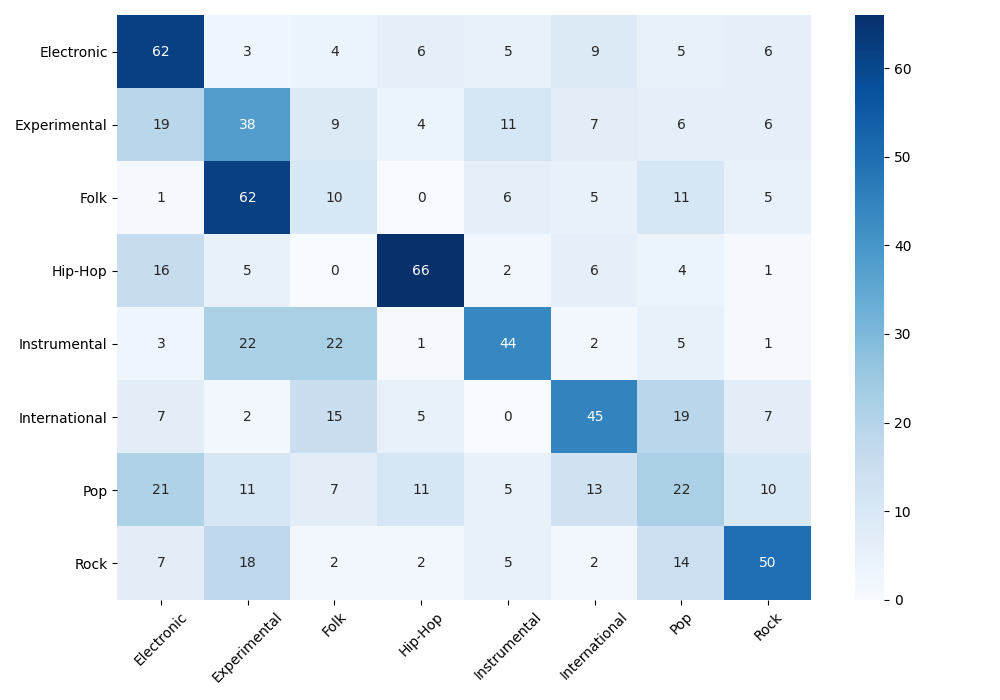 Electronic 62 3 4 6 5 9 5 6
Experimental 19 38 9 4 11 7 6 6
Folk 1 62 10 0 6 5 11 5
Hip-Hop 16 5 0 66 2 6 4 1
Instrumental 3 22 22 1 44 2 5 1
International 7 2 15 5 0 45 19 7
Pop 21 11 7 11 5 13 22 10
Rock 7 18 2 2 5 2 14 50
Electronic Experimental Folk Hip-Hop Instrumental International Pop Rock
60
50
40
30
20
10
0